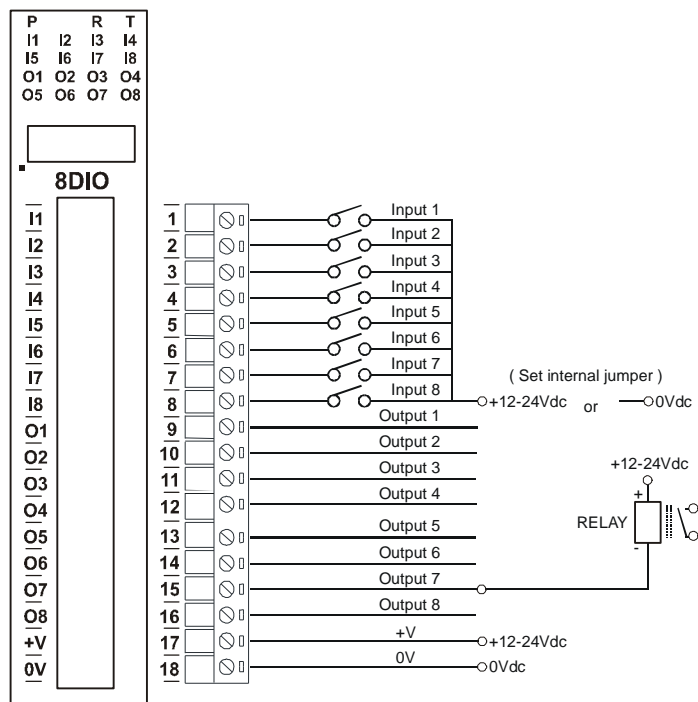 P R T
I1 I2 I3 I4
I5 I6 I7 I8
O1 O2 O3 O4
O5 O6 O7 O8
8DIO
I1 1 Input 1
I2 2 Input 2
I3 3 Input 3
I4 4 Input 4
I5 5 Input 5
I6 6 Input 6
I7 7 Input 7
( Set internal jumper )
I8 8 Input 8 +12-24Vdc or 0Vdc
O1 9 Output 1
O2 10 Output 2
O3 11 Output 3
+12-24Vdc
O4 12 Output 4
+
RELAY
-
O5 13 Output 5
O6 14 Output 6
O7 15 Output 7
O8 16 Output 8
+V 17 +V +12-24Vdc
0V 18 0V 0Vdc